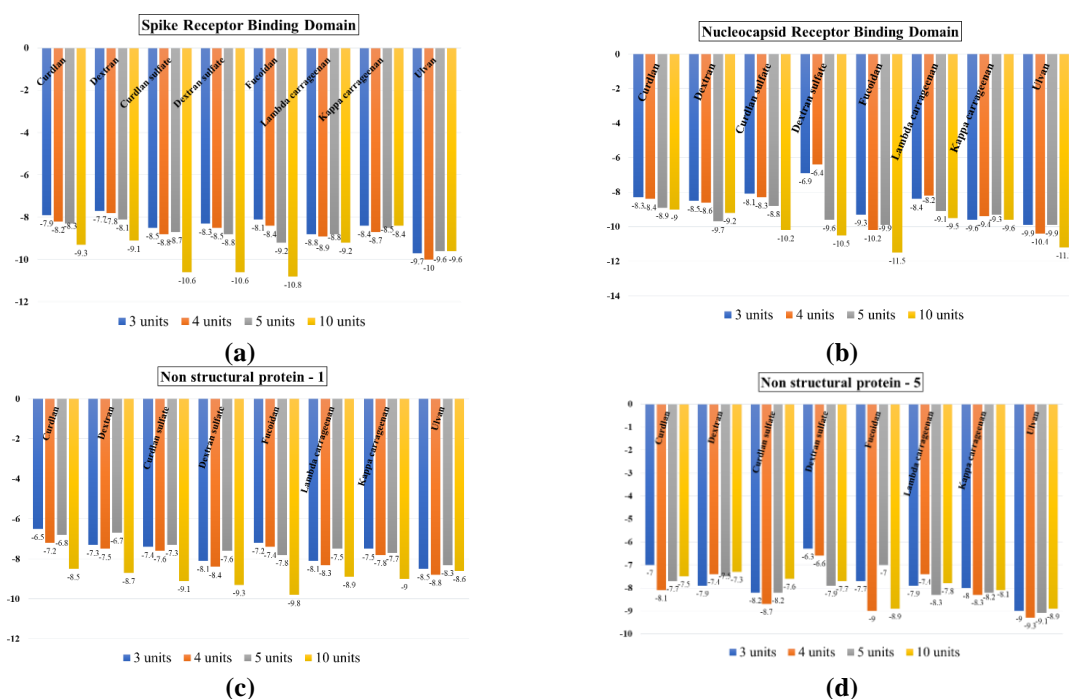 Spike Receptor Binding Domain
0
-2
-4
-6
-8
-10
-12
Curdlan
Dextran
Curdlan sulfate
Dextran sulfate
Fucoidan
Lambda carrageenan
Kappa carrageenan
Ulvan
-7.9 -8.2 -8.3 -9.3
-7.7 -7.8 -8.1 -9.1
-8.5 -8.8 -8.7 -10.6
-8.3 -8.5 -8.8 -10.6
-8.1 -8.4 -9.2 -10.8
-8.8 -8.9 -8.8 -9.2
-8.4 -8.7 -8.5 -8.4
-9.7 -10 -9.6 -9.6
3 units 4 units 5 units 10 units
(a)
Nucleocapsid Receptor Binding Domain
0
-2
-4
-6
-8
-10
-12
-14
Curdlan
Dextran
Curdlan sulfate
Dextran sulfate
Fucoidan
Lambda carrageenan
Kappa carrageenan
Ulvan
-8.3 -8.4 -8.9 -9
-8.5 -8.6 -9.7 -9.2
-8.1 -8.3 -8.8 -10.2
-6.9 -6.4 -9.6 -10.5
-9.3 -10.2 -9.9 -11.5
-8.4 -8.2 -9.1 -9.5
-9.6 -9.4 -9.3 -9.6
-9.9 -10.4 -9.9
3 units 4 units 5 units 10 units
(b)
Non structural protein - 1
0
-2
-4
-6
-8
-10
-12
Curdlan
Dextran
Curdlan sulfate
Dextran sulfate
Fucoidan
Lambda carrageenan
Kappa carrageenan
Ulvan
-6.5 -7.2 -6.8 -8.5
-7.3 -7.5 -6.7 -8.7
-7.4 -7.6 -7.3 -9.1
-8.1 -8.4 -7.6 -9.3
-7.2 -7.4 -7.8 -9.8
-8.1 -8.3 -7.5 -8.9
-7.5 -7.8 -7.7 -9
-8.5 -8.8 -8.3 -8.6
3 units 4 units 5 units 10 units
(c)
Non structural protein - 5
0
-1
-2
-3
-4
-5
-6
-7
-8
-9
-10
Curdlan
Dextran
Curdlan sulfate
Dextran sulfate
Fucoidan
Lambda carrageenan
Kappa carrageenan
Ulvan
-7 -8.1 -7.7 -7.5
-7.9 -7.4 -7.3
-8.2 -8.7 -8.2 -7.6
-6.3 -6.6 -7.9 -7.7
-7.7 -9 -7 -8.9
-7.9 -7.4 -8.3 -7.8
-8 -8.3 -8.2 -8.1
-9 -9.3 -9.1 -8.9
3 units 4 units 5 units 10 units
(d)